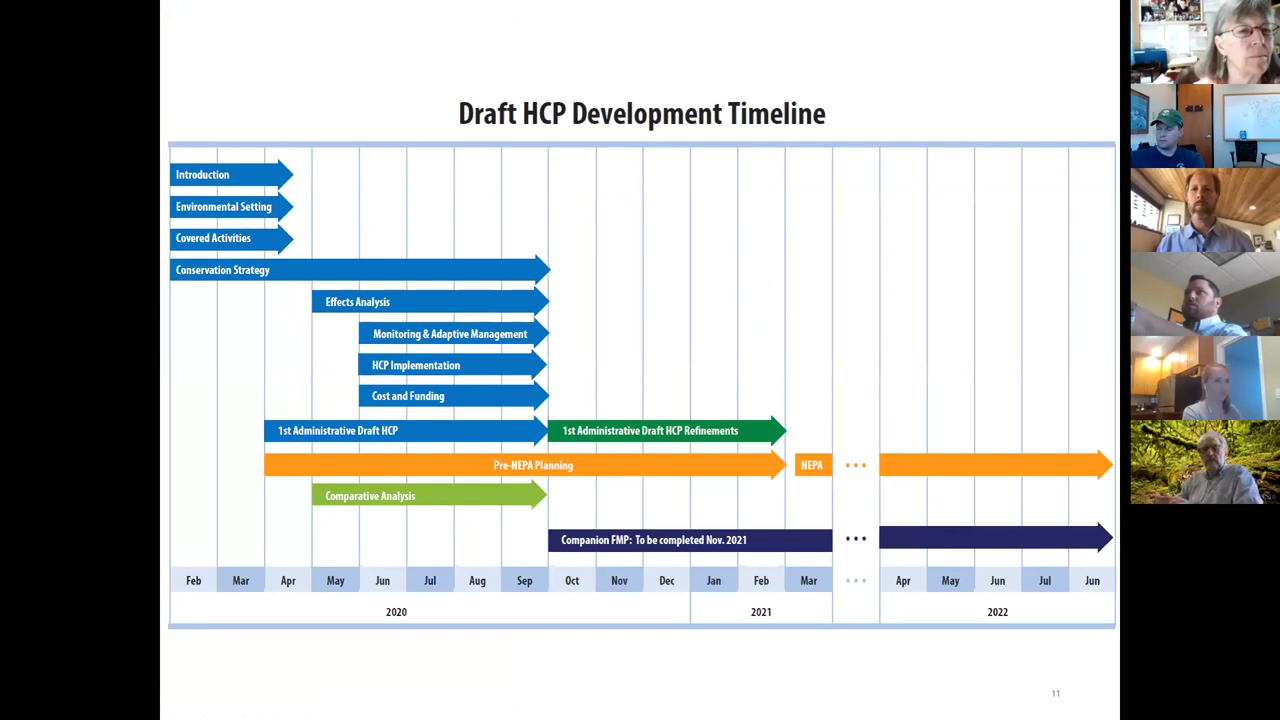 Draft HCP Development Timeline
Introduction
Environmental Setting
Covered Activities
Conservation Strategy
Effects Analysis
Monitoring & Adaptive Management
HCP Implementation
Cost and Funding
1st Administrative Draft HCP
1st Administrative Draft HCP Refinements
Pre-NEPA Planning
NEPA
Comparative Analysis
Companion FMP: To be completed Nov. 2021
Feb Mar Apr May Jun Jul Aug Sep Oct Nov Dec Jan Feb Mar Apr May Jun Jul Jun
2020 2021 2022
11